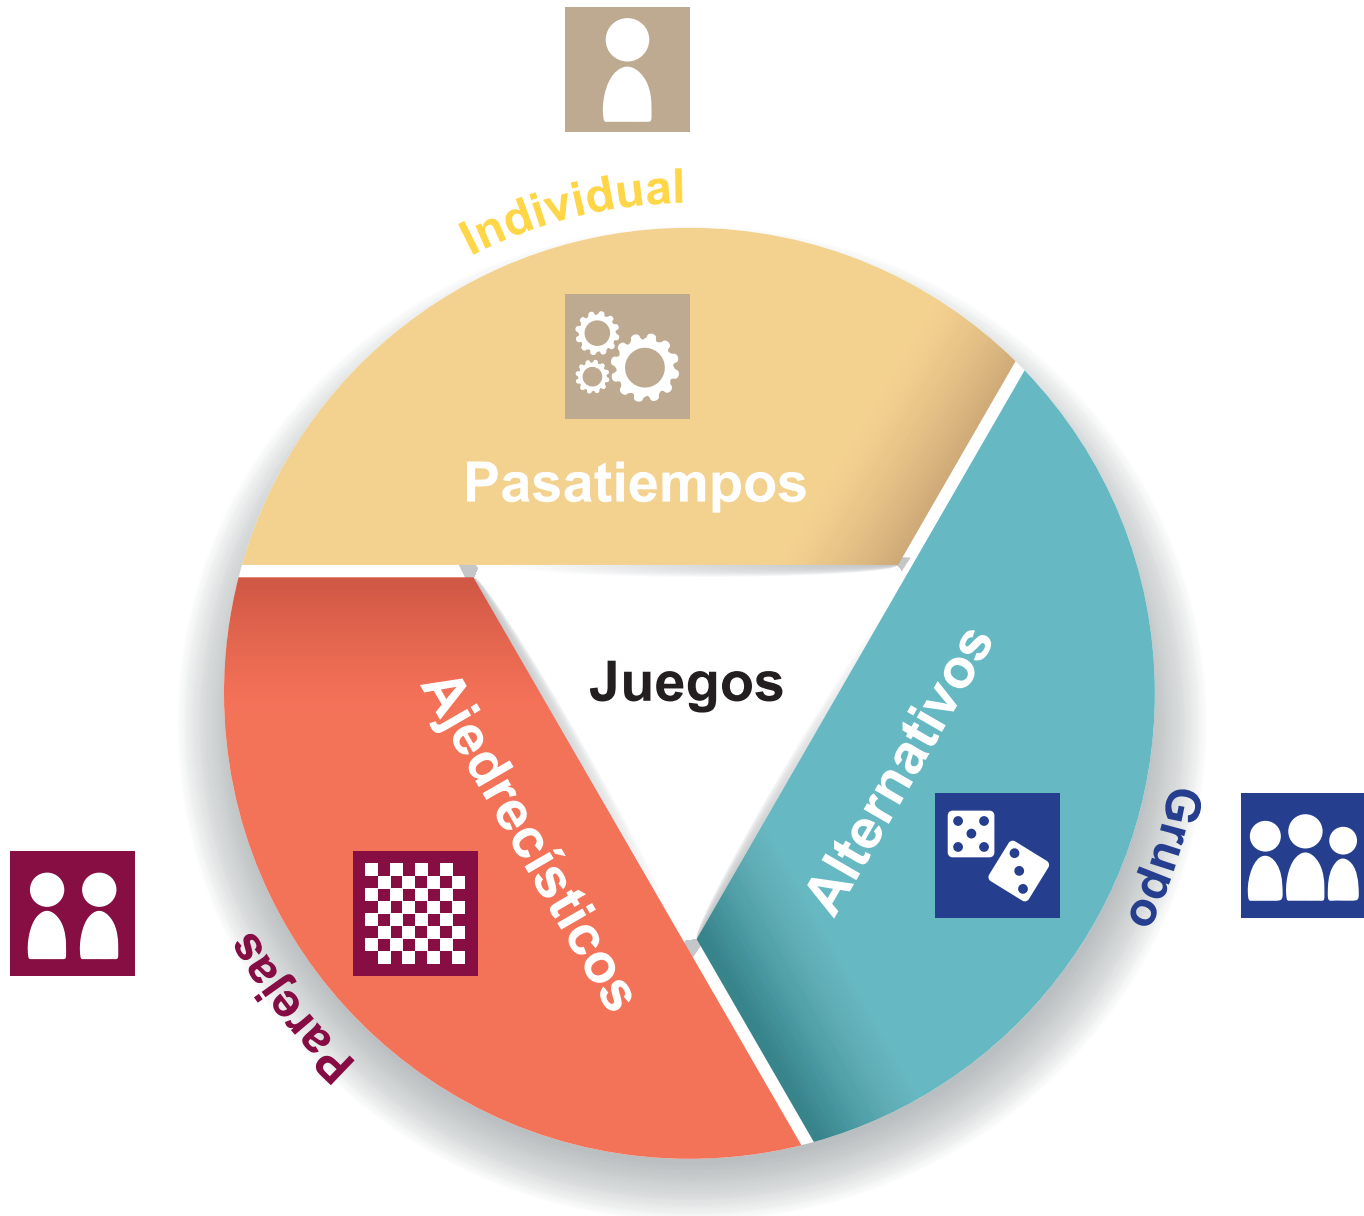 Individual
Pasatiempos
Juegos
Ajedrecísticos
Alternativos
Grupo
Parejas